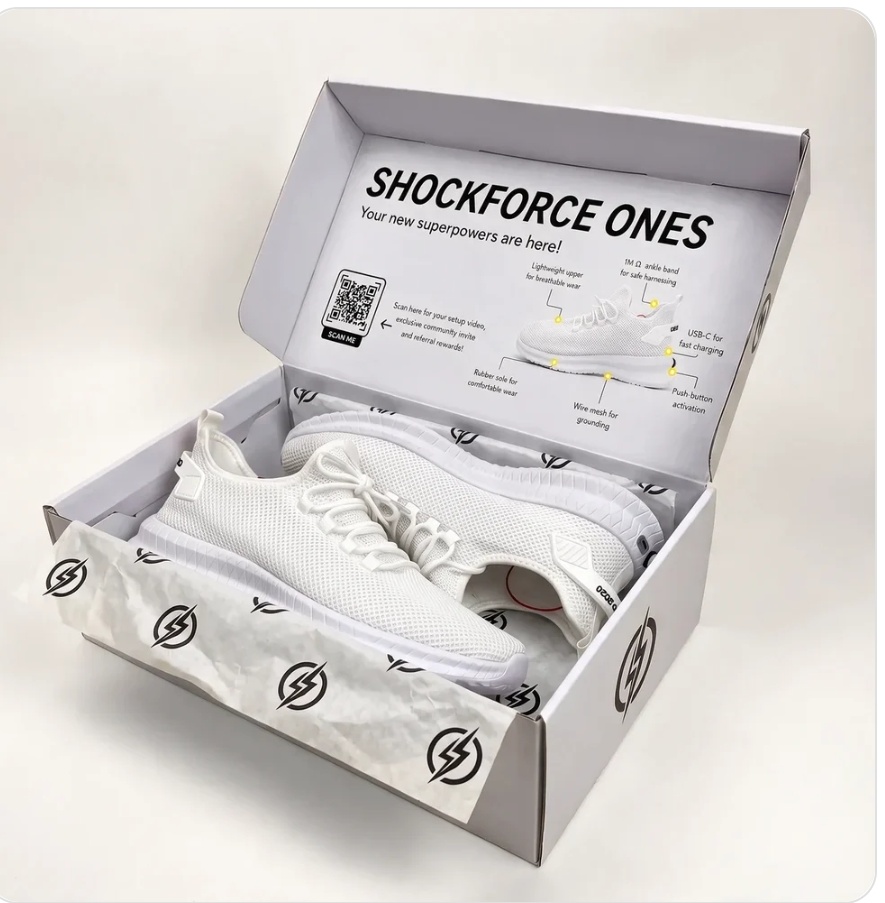 SHOCKFORCE ONES
Your new superpowers are here!
Lightweight upper
for breathable wear
1M Ω ankle band
for safe harnessing
SCAN ME
Scan here for your setup video,
exclusive community invite
and referral rewards!
USB-C for
fast charging
Rubber sole for
comfortable wear
Wire mesh for
grounding
Push-button
activation
2020